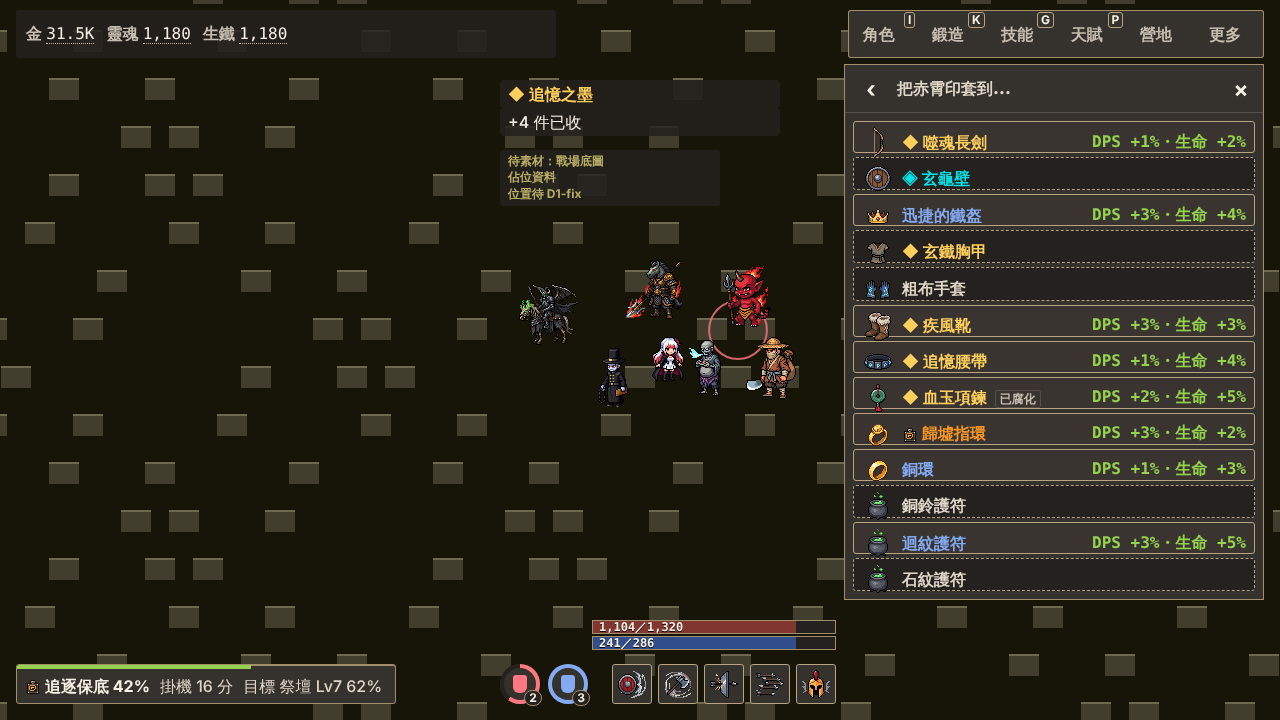 金 31.5K 靈魂 1,180 生鐵 1,180
角色 I 鍛造 K 技能 G 天賦 P 營地 更多
◆ 追憶之墨
+4 件已收
待素材：戰場底圖
佔位資料
位置待 D1-fix
‹ 把赤霄印套到... ×
◆ 噬魂長劍 DPS +1%·生命 +2%
◈ 玄龜壁
迅捷的鐵盔 DPS +3%·生命 +4%
◆ 玄鐵胸甲
粗布手套
◆ 疾風靴 DPS +3%·生命 +3%
◆ 追憶腰帶 DPS +1%·生命 +4%
◆ 血玉項鍊 已腐化 DPS +2%·生命 +5%
歸墟指環 DPS +3%·生命 +2%
銅環 DPS +1%·生命 +3%
銅鈴護符
迴紋護符 DPS +3%·生命 +5%
石紋護符
1,104／1,320
241／286
追逐保底 42% 掛機 16 分 目標 祭壇 Lv7 62%
2 3